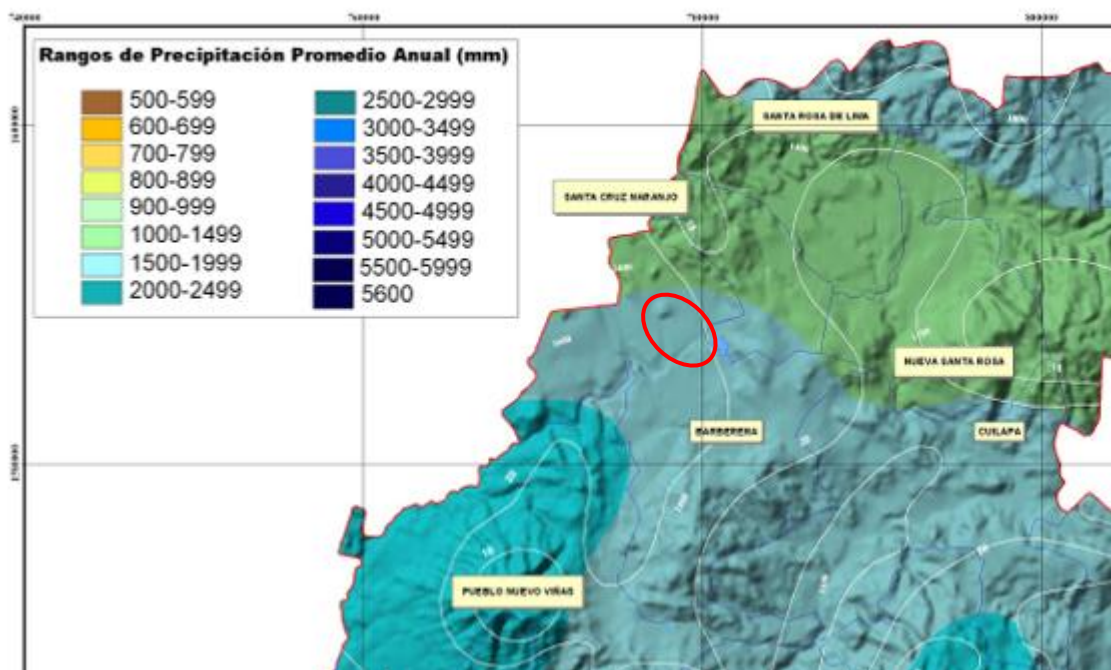 Rangos de Precipitación Promedio Anual (mm)
500-599
600-699
700-799
800-899
900-999
1000-1499
1500-1999
2000-2499
2500-2999
3000-3499
3500-3999
4000-4499
4500-4999
5000-5499
5500-5999
5600
SANTA ROSA DE LIMA
SANTA CRUZ NARANJO
NUEVA SANTA ROSA
BARBERENA
CUILAPA
PUEBLO NUEVO VIÑAS